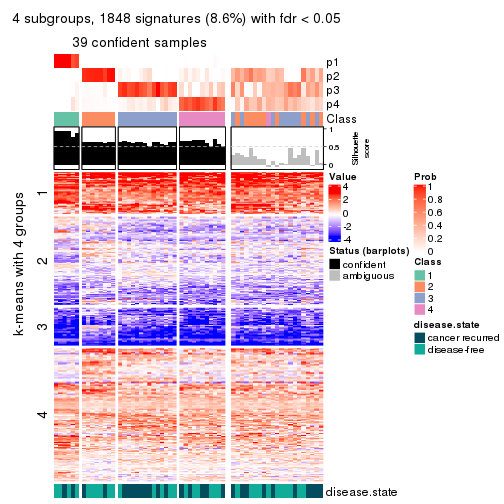 4 subgroups, 1848 signatures (8.6%) with fdr < 0.05
39 confident samples
p1
p2
p3
p4
Class
1
0.5
0
Silhouette
score
k-means with 4 groups
1
2
3
4
disease.state
Value
4
2
0
-2
-4
Status (barplots)
confident
ambiguous
Prob
1
0.8
0.6
0.4
0.2
0
Class
1
2
3
4
disease.state
cancer recurred
disease-free